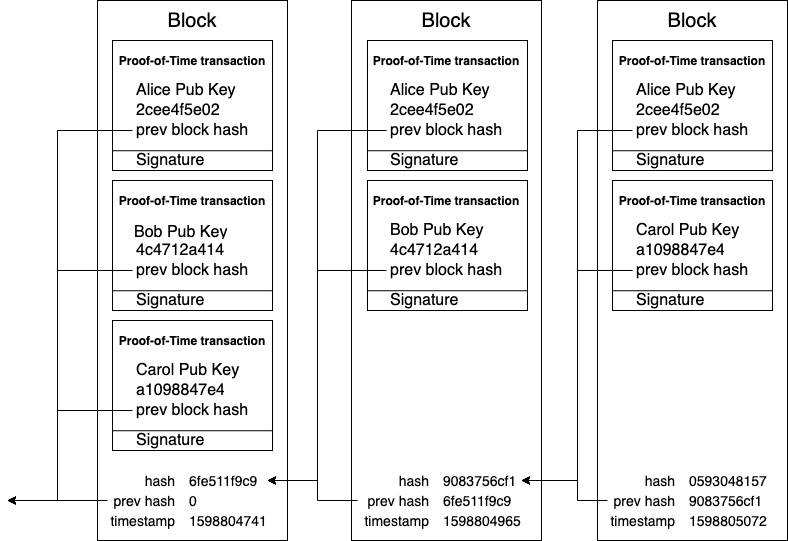 Block
Proof-of-Time transaction
Alice Pub Key
2cee4f5e02
prev block hash
Signature
Proof-of-Time transaction
Bob Pub Key
4c4712a414
prev block hash
Signature
Proof-of-Time transaction
Carol Pub Key
a1098847e4
prev block hash
Signature
hash 6fe511f9c9
prev hash 0
timestamp 1598804741
Block
Proof-of-Time transaction
Alice Pub Key
2cee4f5e02
prev block hash
Signature
Proof-of-Time transaction
Bob Pub Key
4c4712a414
prev block hash
Signature
hash 9083756cf1
prev hash 6fe511f9c9
timestamp 1598804965
Block
Proof-of-Time transaction
Alice Pub Key
2cee4f5e02
prev block hash
Signature
Proof-of-Time transaction
Carol Pub Key
a1098847e4
prev block hash
Signature
hash 0593048157
prev hash 9083756cf1
timestamp 1598805072